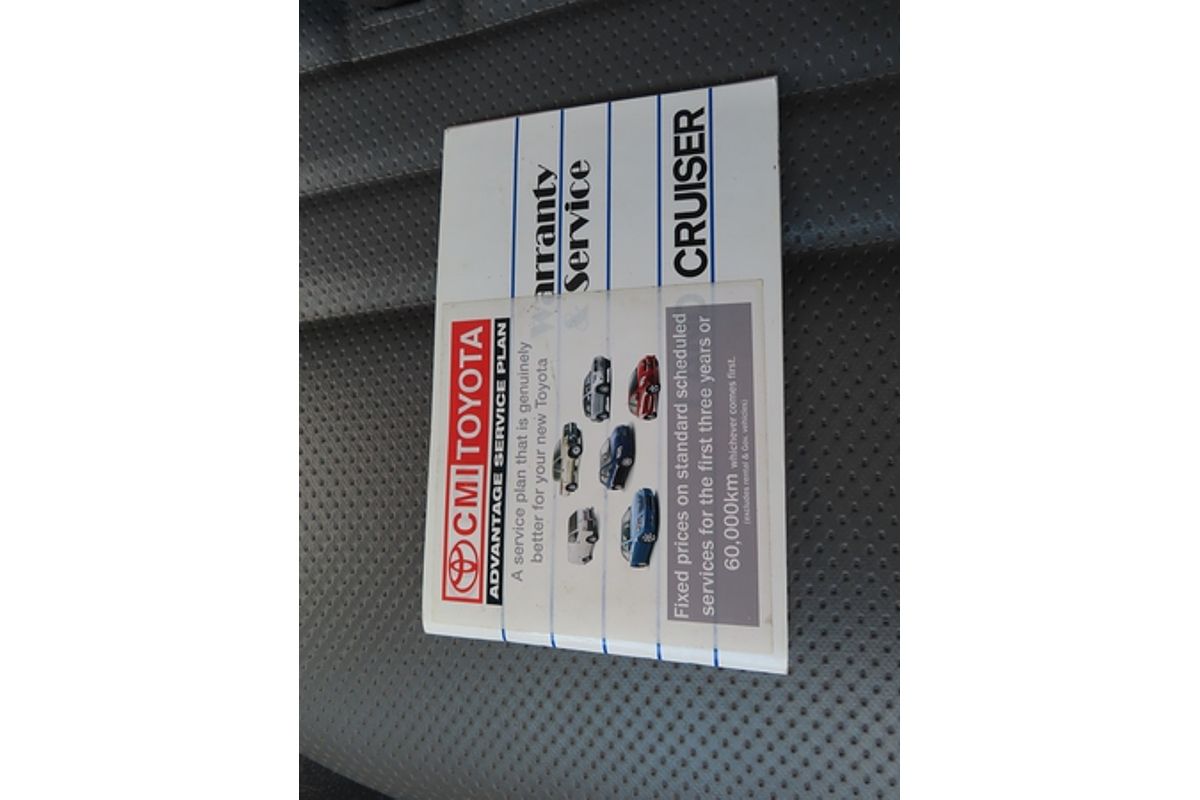 Warranty
& Service
CRUISER
CMI TOYOTA
ADVANTAGE SERVICE PLAN
A service plan that is genuinely
better for your new Toyota
Fixed prices on standard scheduled
services for the first three years or
60,000km whichever comes first.
(excludes rental & Gov. vehicles)